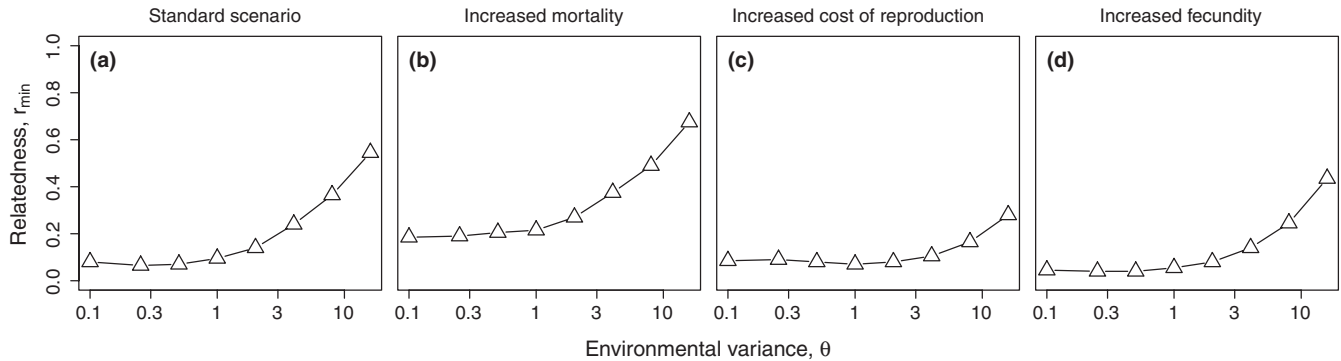 Standard scenario
Increased mortality
Increased cost of reproduction
Increased fecundity
(a)
(b)
(c)
(d)
Relatedness, rmin
1.0
0.8
0.6
0.4
0.2
0.0
0.1 0.3 1 3 10
0.1 0.3 1 3 10
0.1 0.3 1 3 10
0.1 0.3 1 3 10
Environmental variance, θ